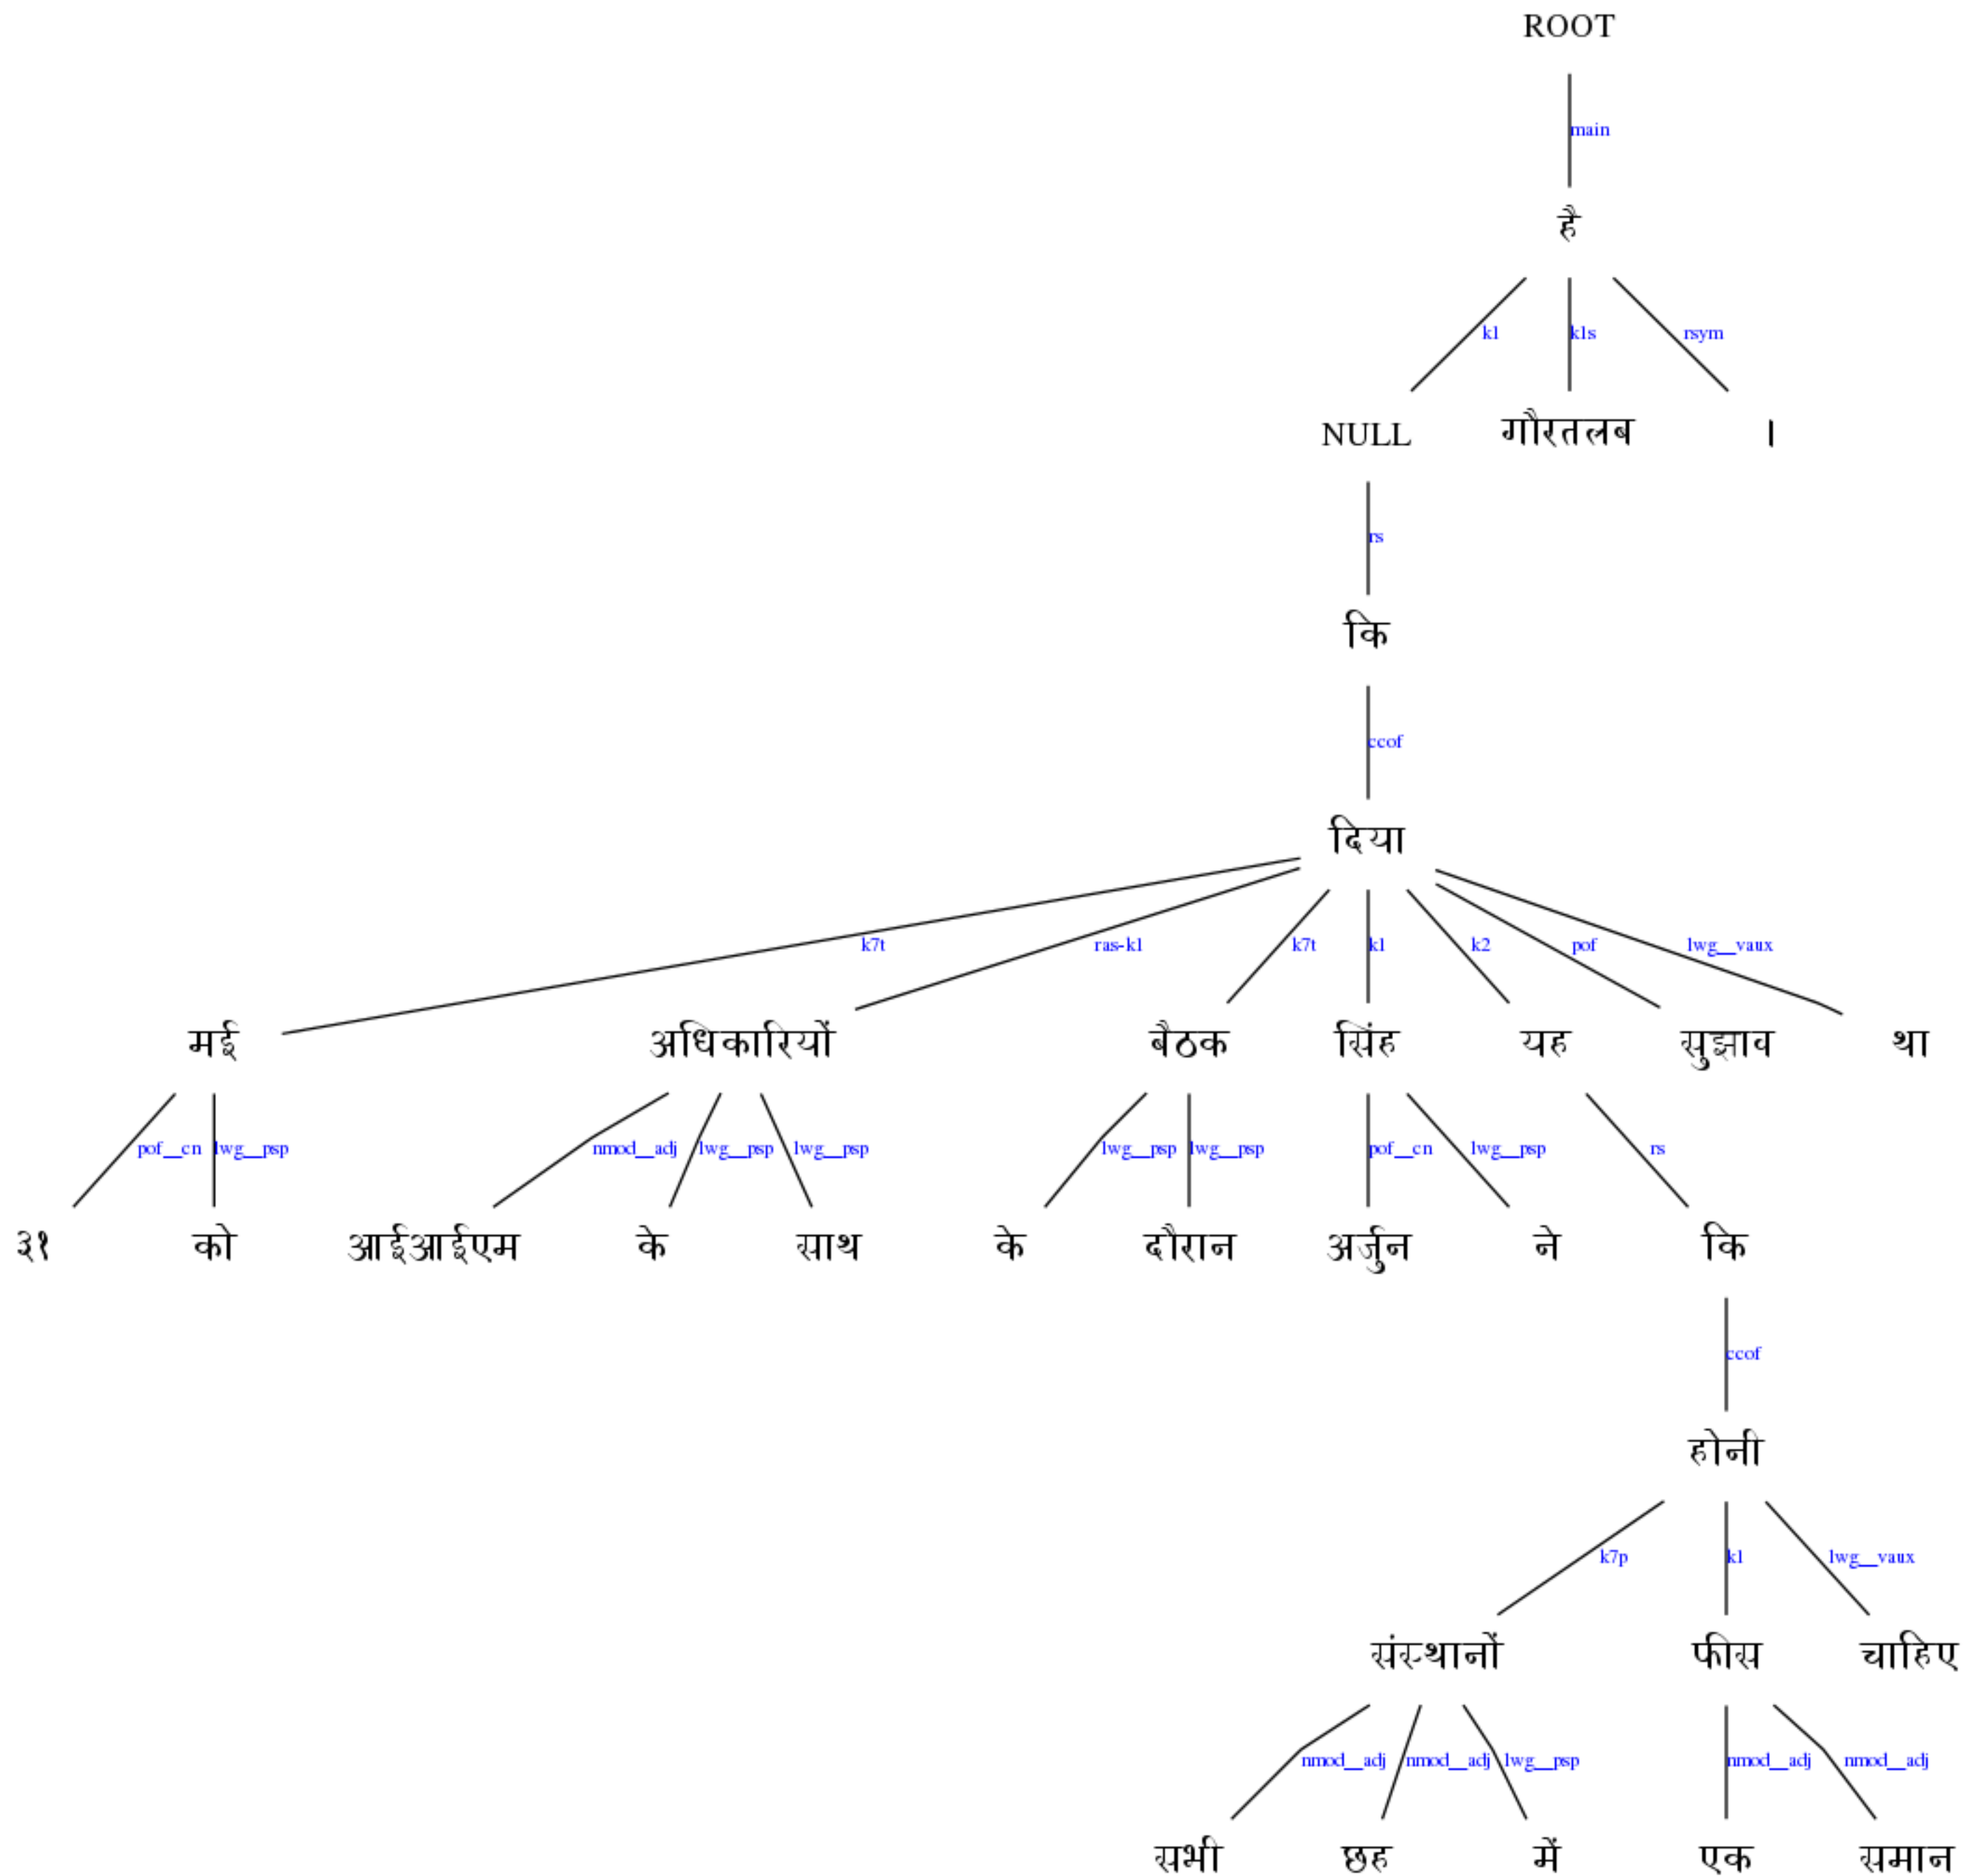 ROOT
main
है
k1 k1s rsym
NULL गौरतलब ।
rs
कि
ccof
दिया
k7t ras-k1 k7t k1 k2 pof lwg__vaux
मई अधिकारियों बैठक सिंह यह सुझाव था
pof__cn lwg__psp nmod__adj lwg__psp lwg__psp lwg__psp lwg__psp pof__cn lwg__psp rs
३१ को आईआईएम के साथ के दौरान अर्जुन ने कि
ccof
होनी
k7p k1 lwg__vaux
संस्थानों फीस चाहिए
nmod__adj nmod__adj lwg__psp nmod__adj nmod__adj
सभी छह में एक समान